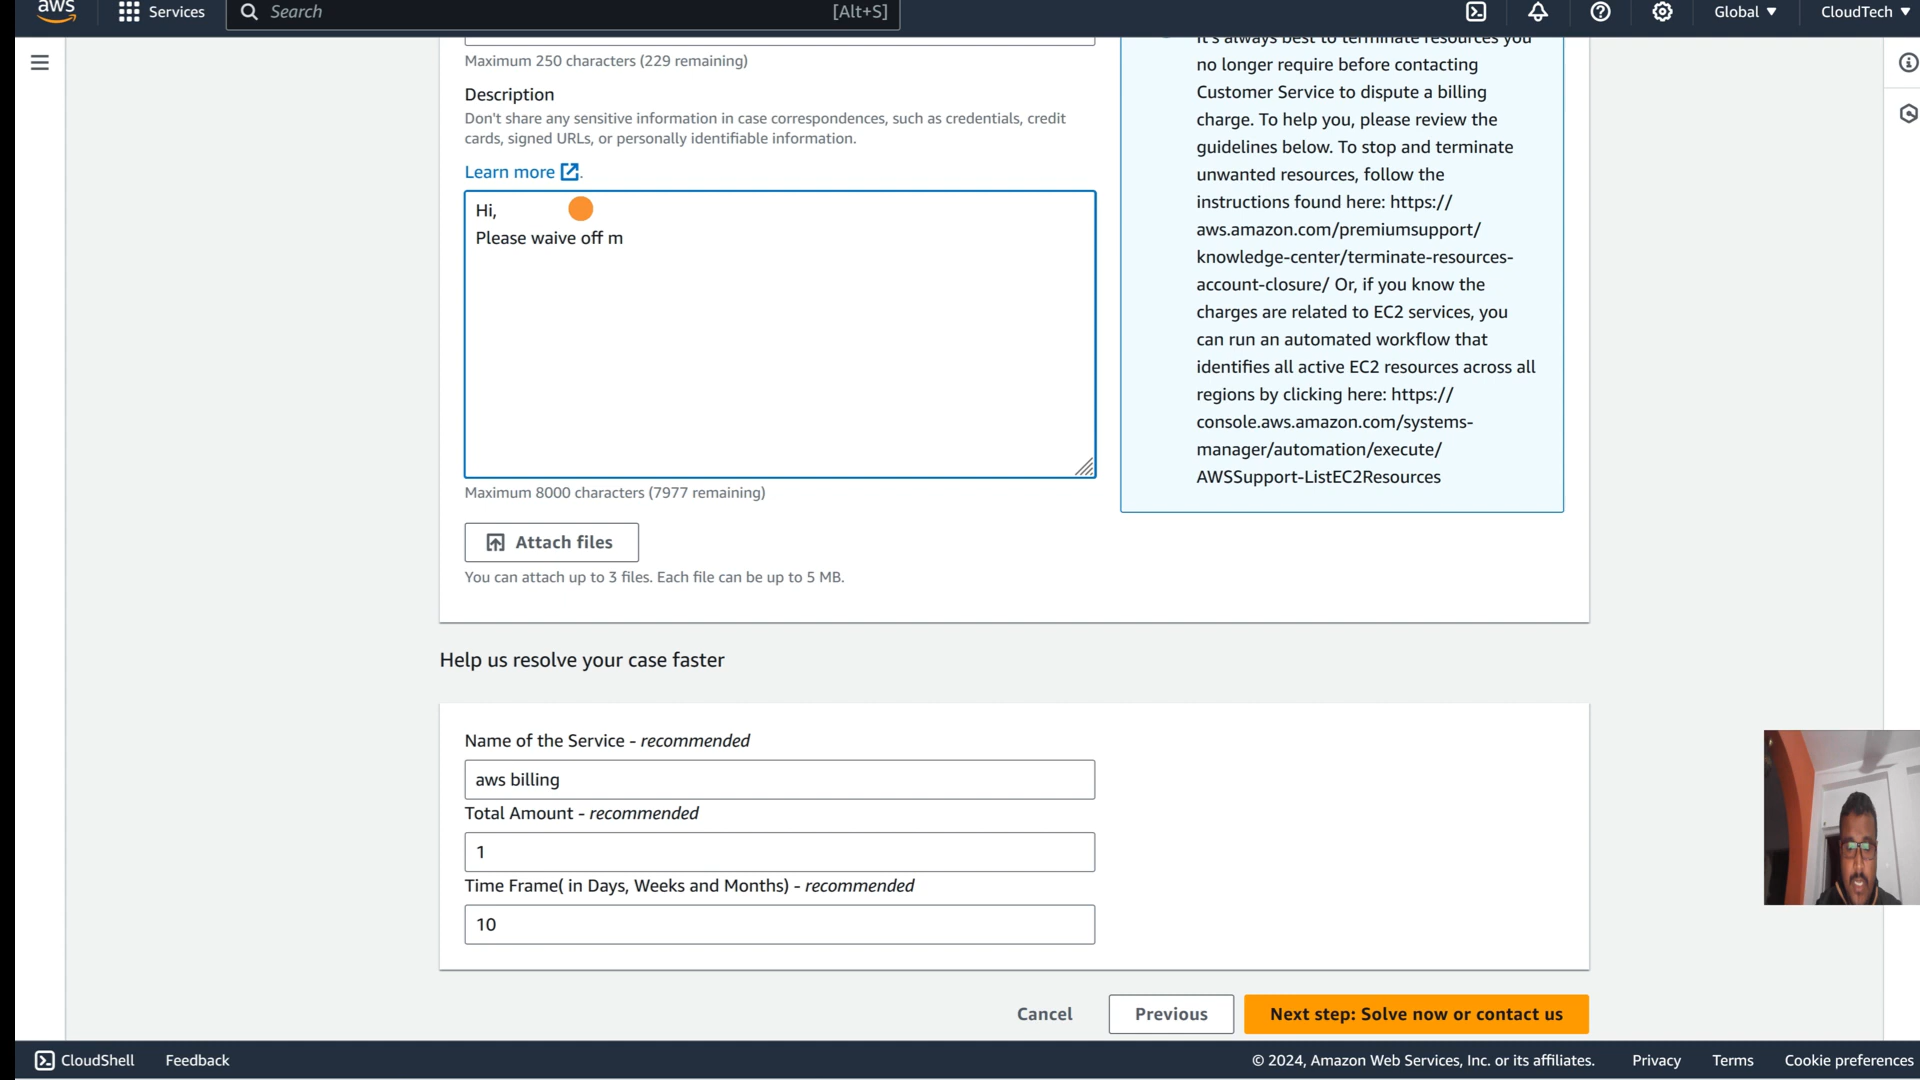 aws
Services
Search
[Alt+S]
Global
CloudTech
Maximum 250 characters (229 remaining)
Description
Don't share any sensitive information in case correspondences, such as credentials, credit
cards, signed URLs, or personally identifiable information.
Learn more
Hi,
Please waive off m
Maximum 8000 characters (7977 remaining)
Attach files
You can attach up to 3 files. Each file can be up to 5 MB.
It's always best to terminate resources you
no longer require before contacting
Customer Service to dispute a billing
charge. To help you, please review the
guidelines below. To stop and terminate
unwanted resources, follow the
instructions found here: https://
aws.amazon.com/premiumsupport/
knowledge-center/terminate-resources-
account-closure/ Or, if you know the
charges are related to EC2 services, you
can run an automated workflow that
identifies all active EC2 resources across all
regions by clicking here: https://
console.aws.amazon.com/systems-
manager/automation/execute/
AWSSupport-ListEC2Resources
Help us resolve your case faster
Name of the Service - recommended
aws billing
Total Amount - recommended
1
Time Frame( in Days, Weeks and Months) - recommended
10
Cancel
Previous
Next step: Solve now or contact us
CloudShell
Feedback
© 2024, Amazon Web Services, Inc. or its affiliates.
Privacy
Terms
Cookie preferences